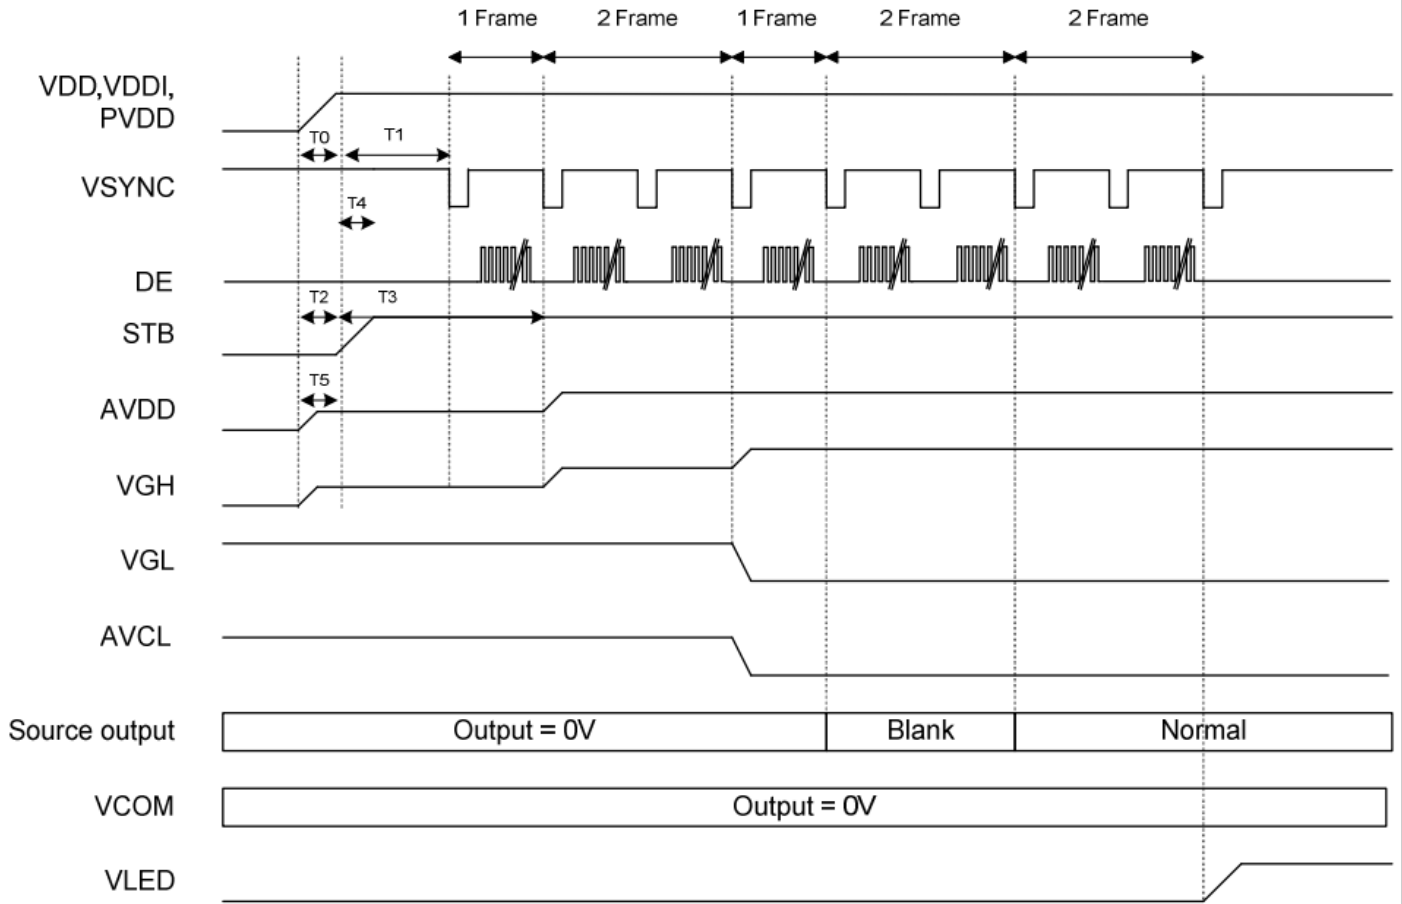 1 Frame 2 Frame 1 Frame 2 Frame 2 Frame
VDD,VDDI,
PVDD
T0 T1
VSYNC
T4
DE
T2 T3
STB
T5
AVDD
VGH
VGL
AVCL
Source output Output = 0V Blank Normal
VCOM Output = 0V
VLED